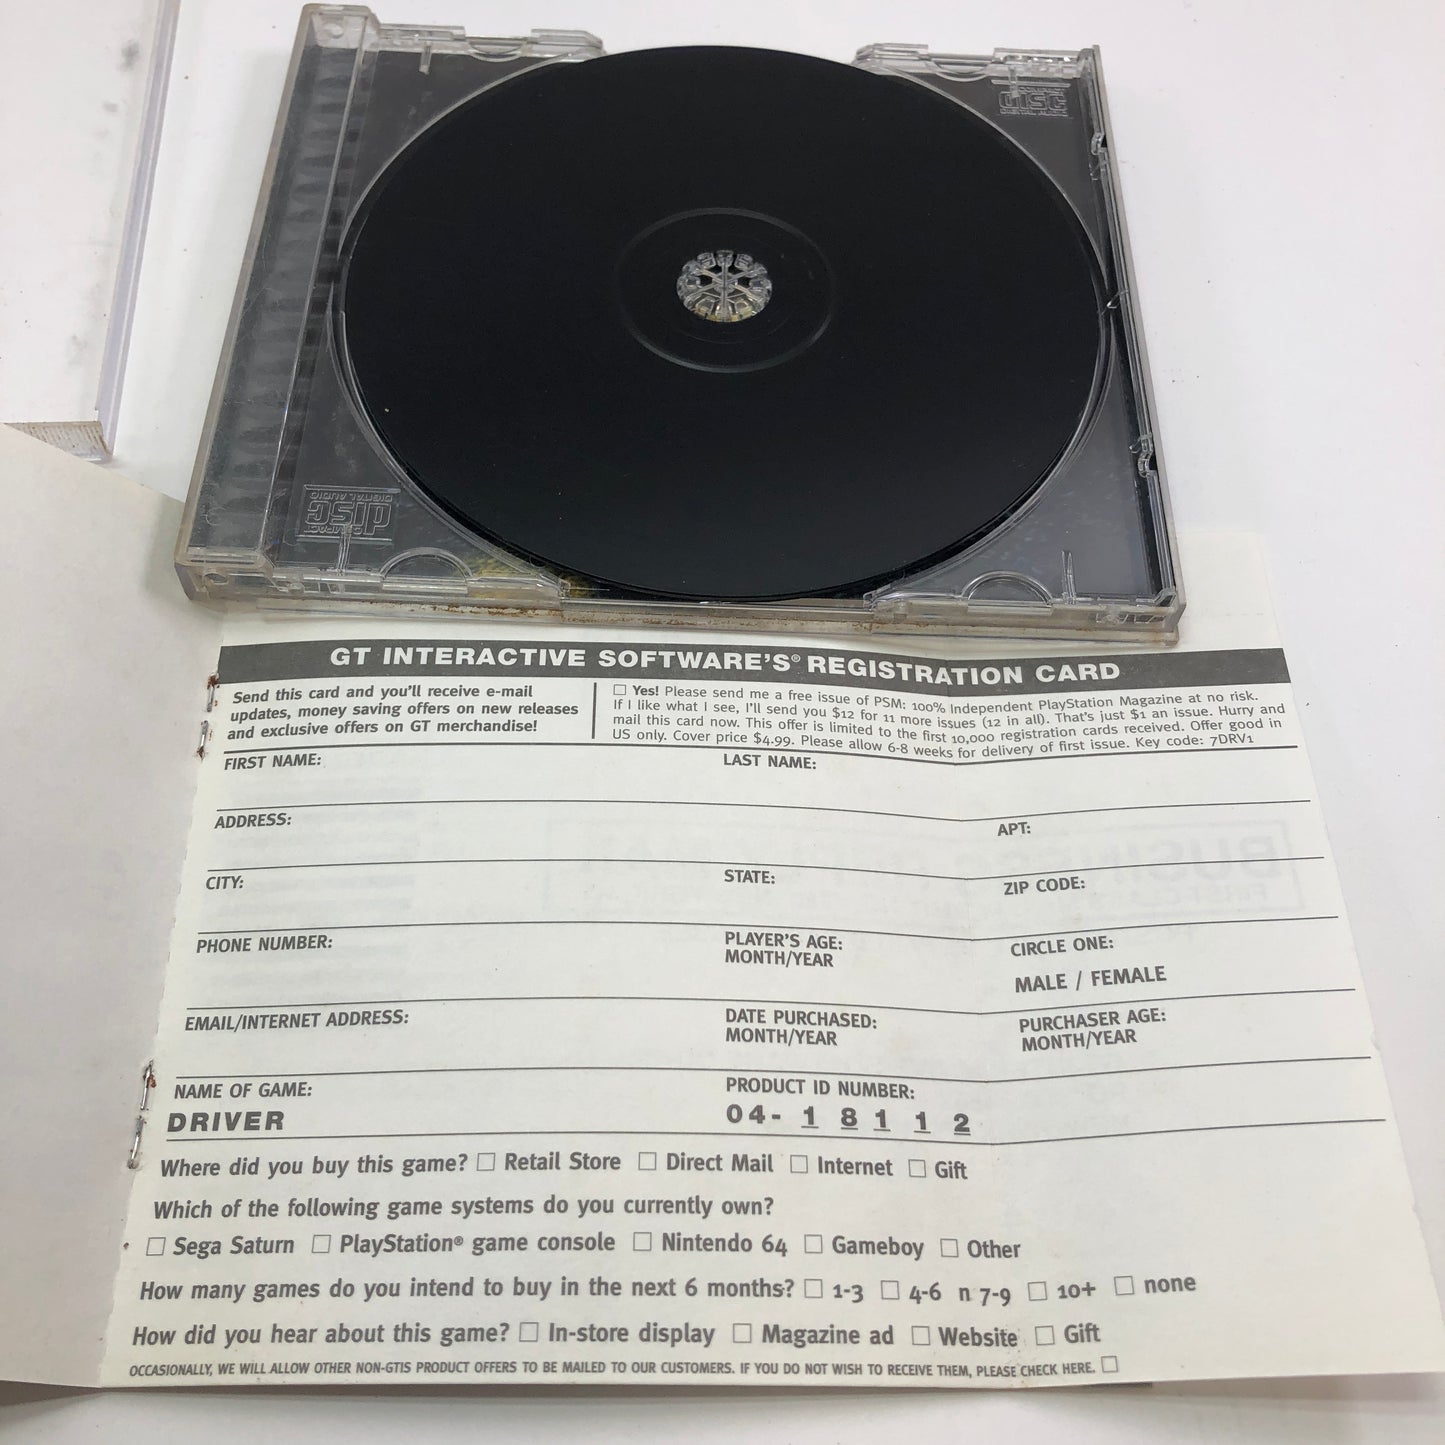 COMPACT
DISC
DIGITAL AUDIO
COMPACT
DISC
DIGITAL AUDIO
GT INTERACTIVE SOFTWARE'S® REGISTRATION CARD
Send this card and you'll receive e-mail
updates, money saving offers on new releases
and exclusive offers on GT merchandise!
☐ Yes! Please send me a free issue of PSM: 100% Independent PlayStation Magazine at no risk.
If I like what I see, I'll send you $12 for 11 more issues (12 in all). That's just $1 an issue. Hurry and
mail this card now. This offer is limited to the first 10,000 registration cards received. Offer good in
US only. Cover price $4.99. Please allow 6-8 weeks for delivery of first issue. Key code: 7DRV1
FIRST NAME: LAST NAME:
ADDRESS: APT:
CITY: STATE: ZIP CODE:
PHONE NUMBER: PLAYER'S AGE: CIRCLE ONE:
MONTH/YEAR MALE / FEMALE
EMAIL/INTERNET ADDRESS: DATE PURCHASED: PURCHASER AGE:
MONTH/YEAR MONTH/YEAR
NAME OF GAME: PRODUCT ID NUMBER:
DRIVER 04- 1 8 1 1 2
Where did you buy this game? ☐ Retail Store ☐ Direct Mail ☐ Internet ☐ Gift
Which of the following game systems do you currently own?
☐ Sega Saturn ☐ PlayStation® game console ☐ Nintendo 64 ☐ Gameboy ☐ Other
How many games do you intend to buy in the next 6 months? ☐ 1-3 ☐ 4-6 n 7-9 ☐ 10+ ☐ none
How did you hear about this game? ☐ In-store display ☐ Magazine ad ☐ Website ☐ Gift
OCCASIONALLY, WE WILL ALLOW OTHER NON-GTIS PRODUCT OFFERS TO BE MAILED TO OUR CUSTOMERS. IF YOU DO NOT WISH TO RECEIVE THEM, PLEASE CHECK HERE. ☐